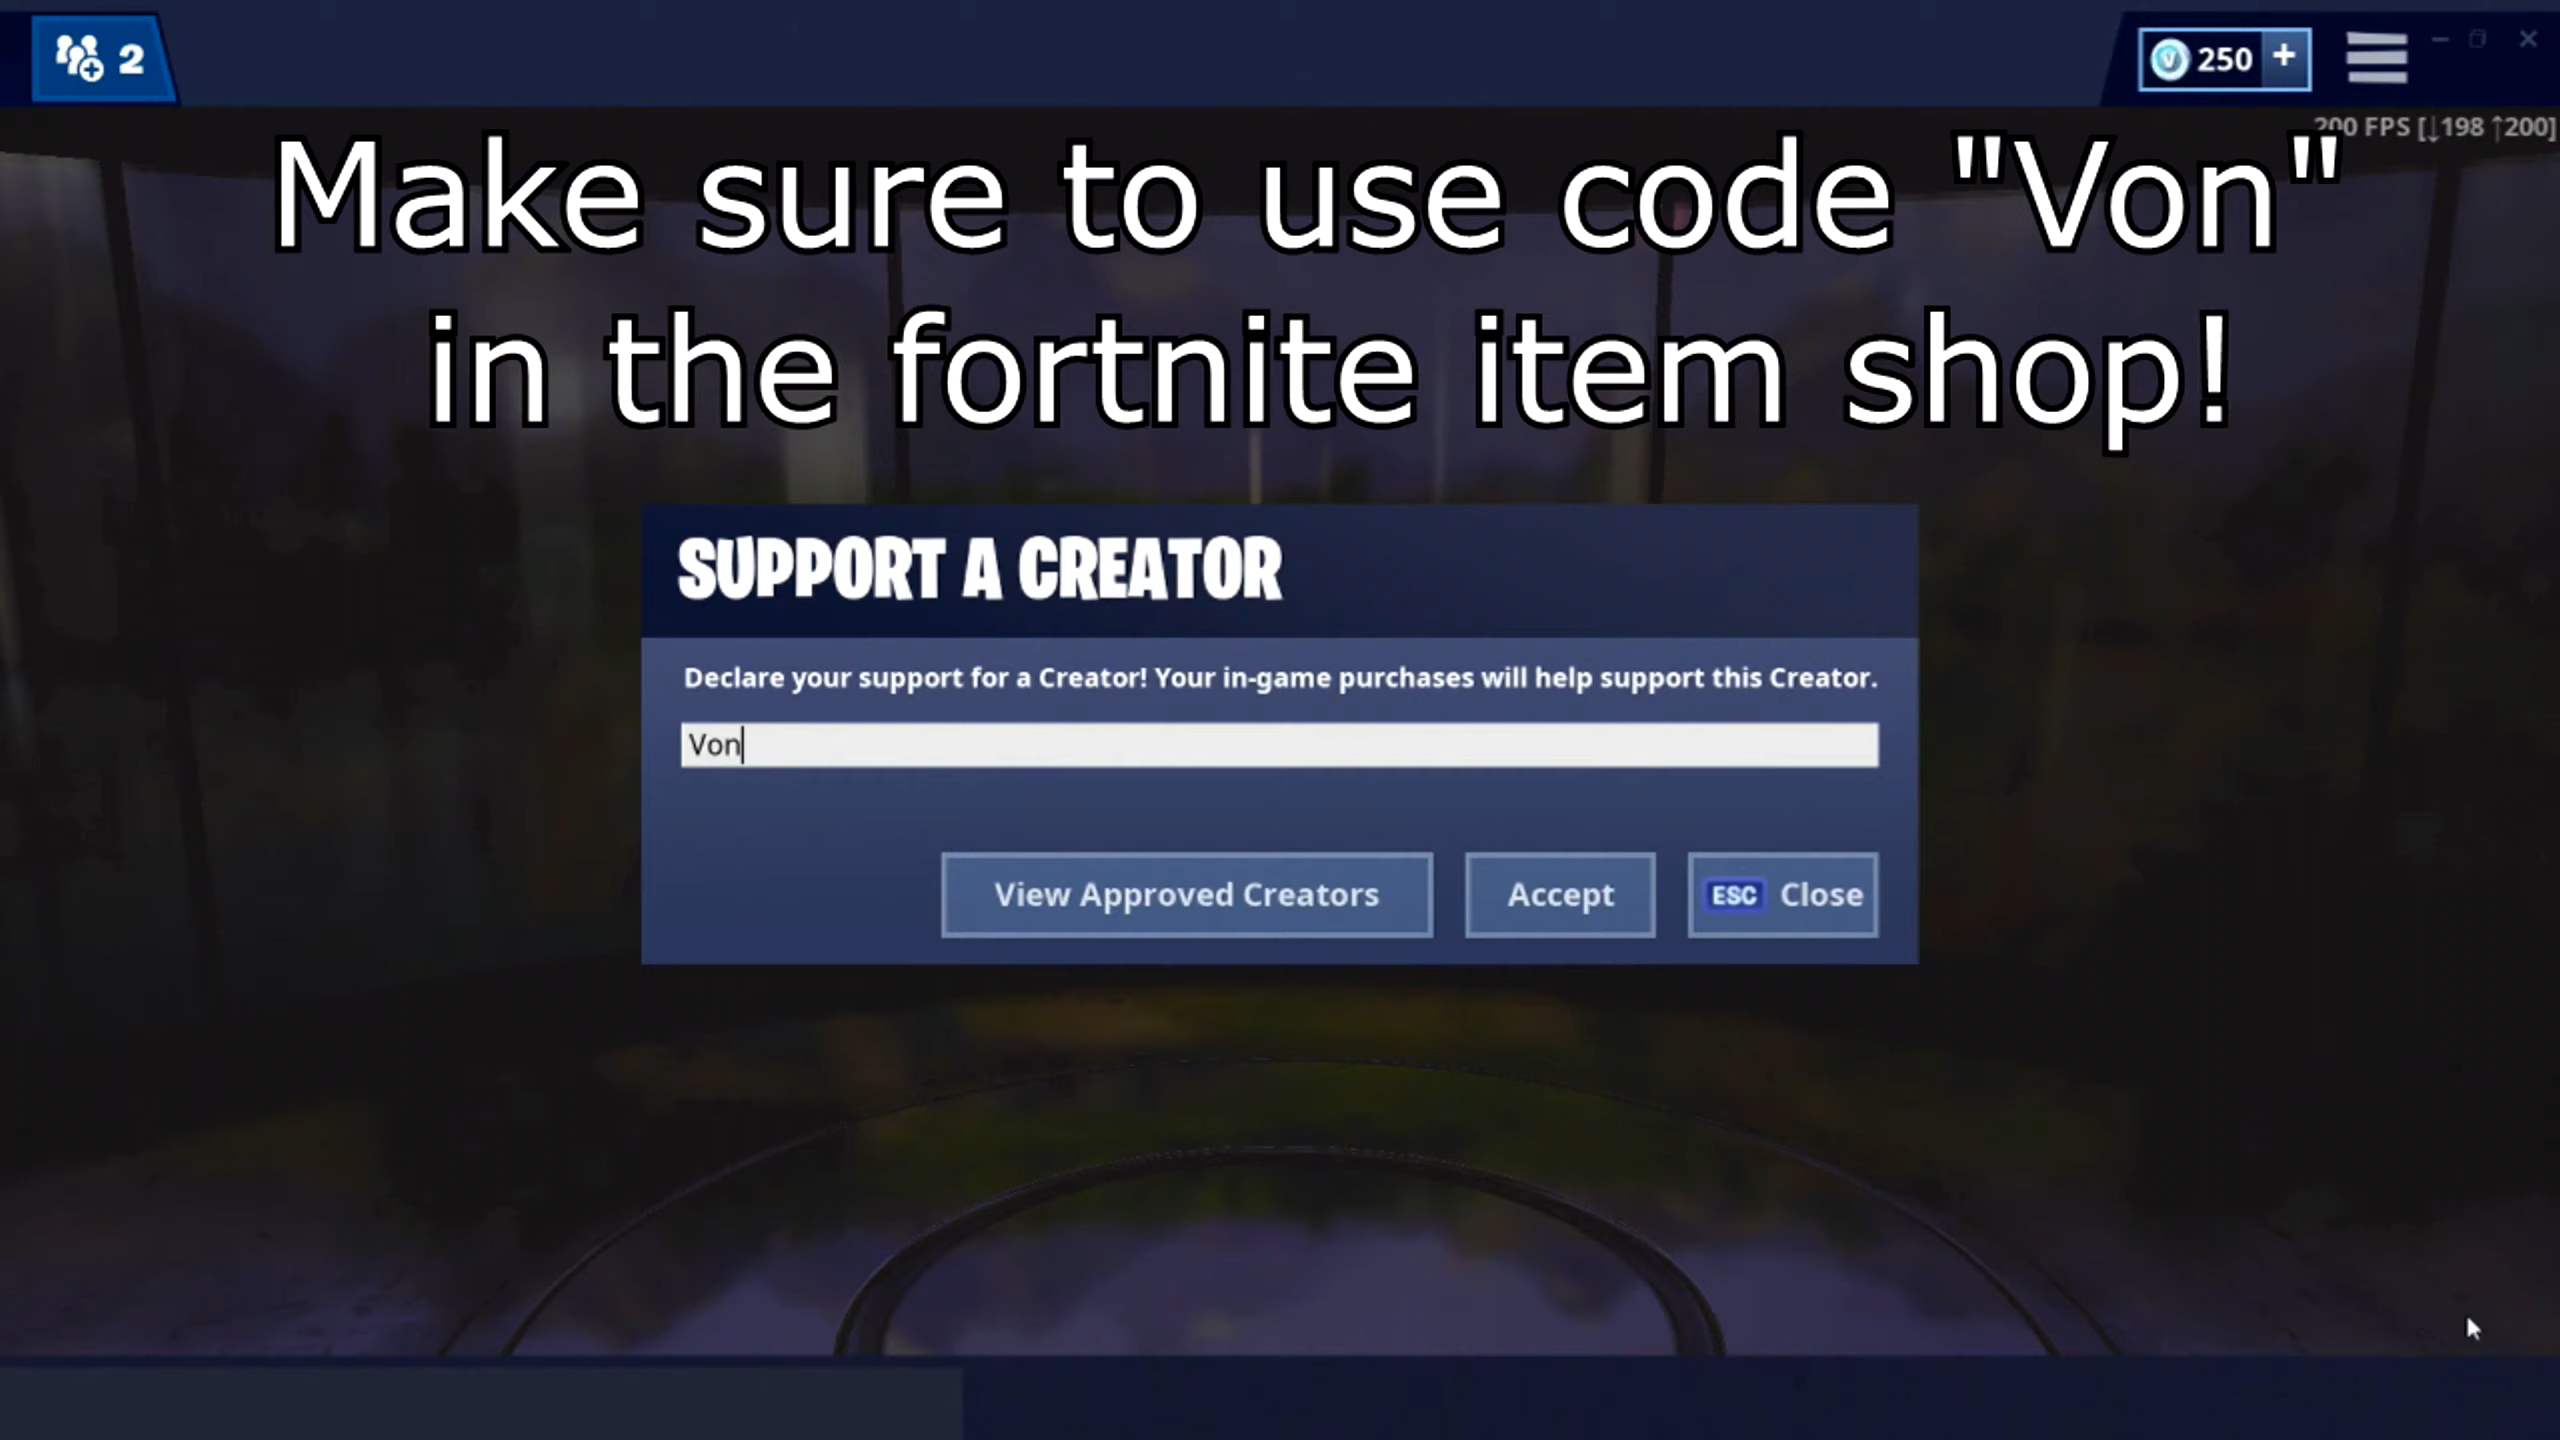 2
250 +
200 FPS [↓198 ↑200]
Make sure to use code "Von"
in the fortnite item shop!
SUPPORT A CREATOR
Declare your support for a Creator! Your in-game purchases will help support this Creator.
Von
View Approved Creators
Accept
ESC Close